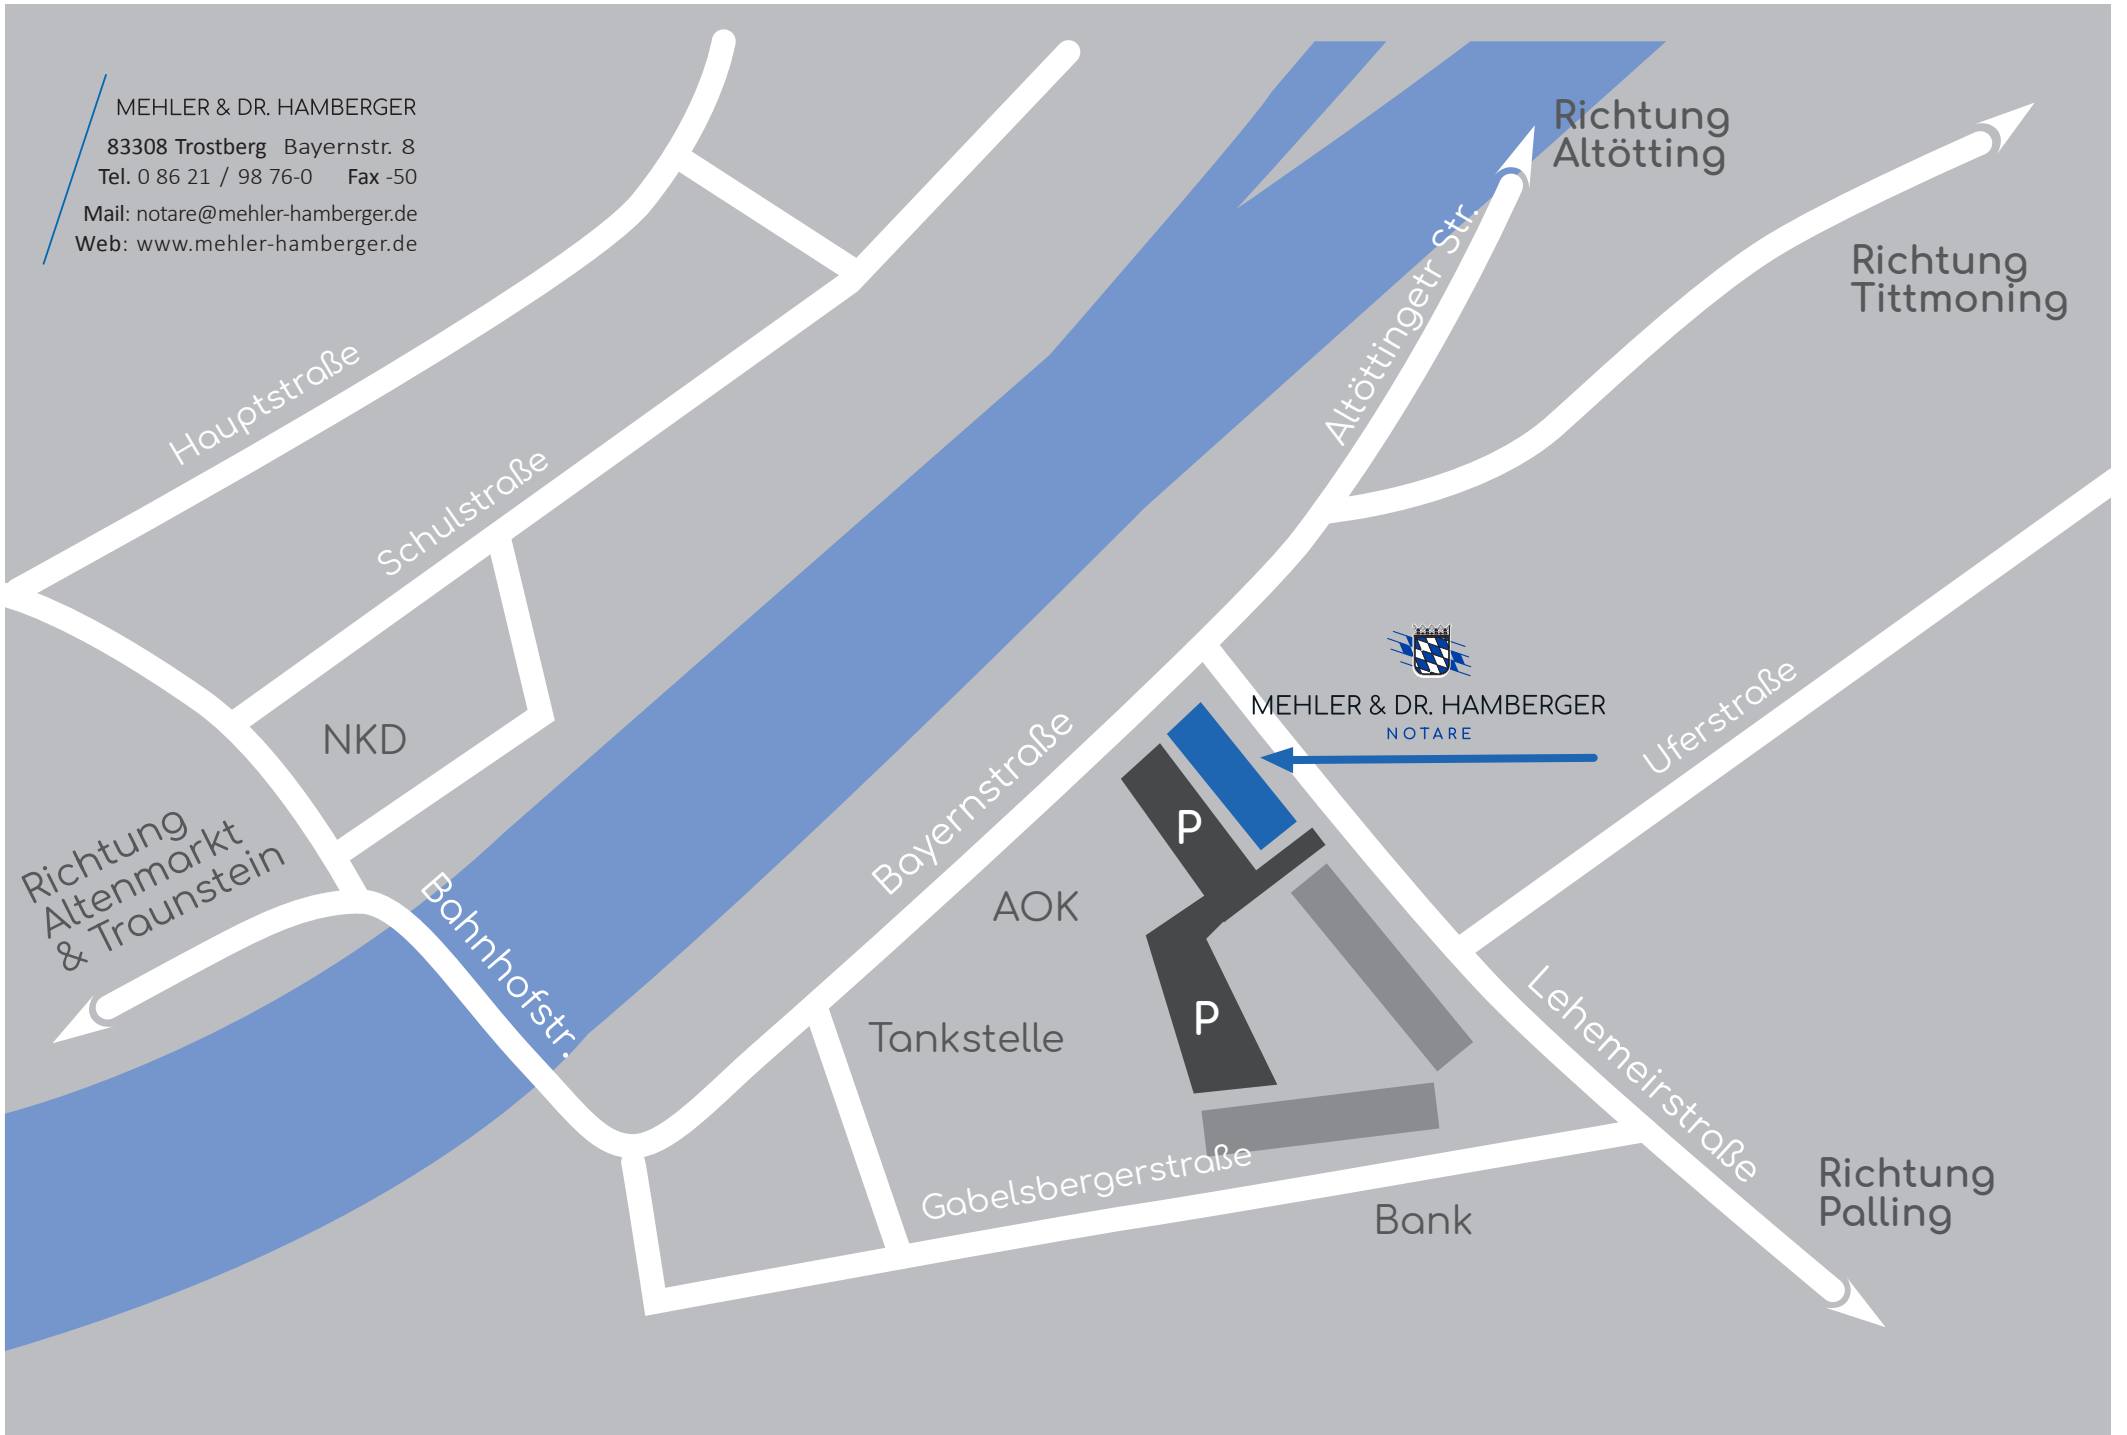 MEHLER & DR. HAMBERGER
83308 Trostberg Bayernstr. 8
Tel. 0 86 21 / 98 76-0 Fax -50
Mail: notare@mehler-hamberger.de
Web: www.mehler-hamberger.de
Richtung
Altötting
Richtung
Tittmoning
Altöttingetr Str.
Hauptstraße
Schulstraße
NKD
Richtung
Altenmarkt
& Traunstein
Bahnhofstr.
Bayernstraße
MEHLER & DR. HAMBERGER
NOTARE
Uferstraße
P
AOK
P
Tankstelle
Lehemeirstraße
Gabelsbergerstraße
Bank
Richtung
Palling